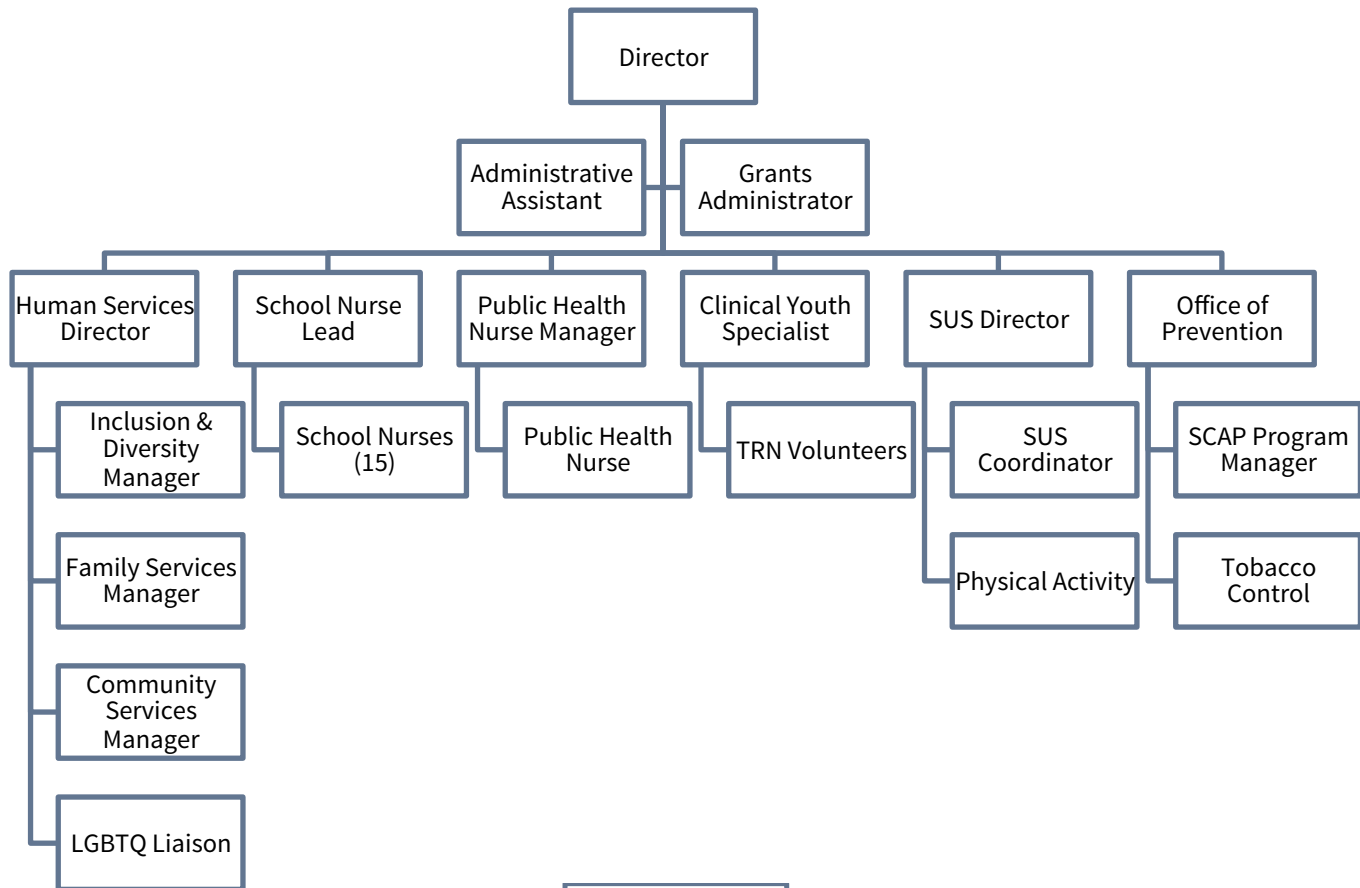 Director
Administrative
Assistant
Grants
Administrator
Human Services
Director
School Nurse
Lead
Public Health
Nurse Manager
Clinical Youth
Specialist
SUS Director
Office of
Prevention
Inclusion &
Diversity
Manager
School Nurses
(15)
Public Health
Nurse
TRN Volunteers
SUS
Coordinator
SCAP Program
Manager
Family Services
Manager
Physical Activity
Tobacco
Control
Community
Services
Manager
LGBTQ Liaison